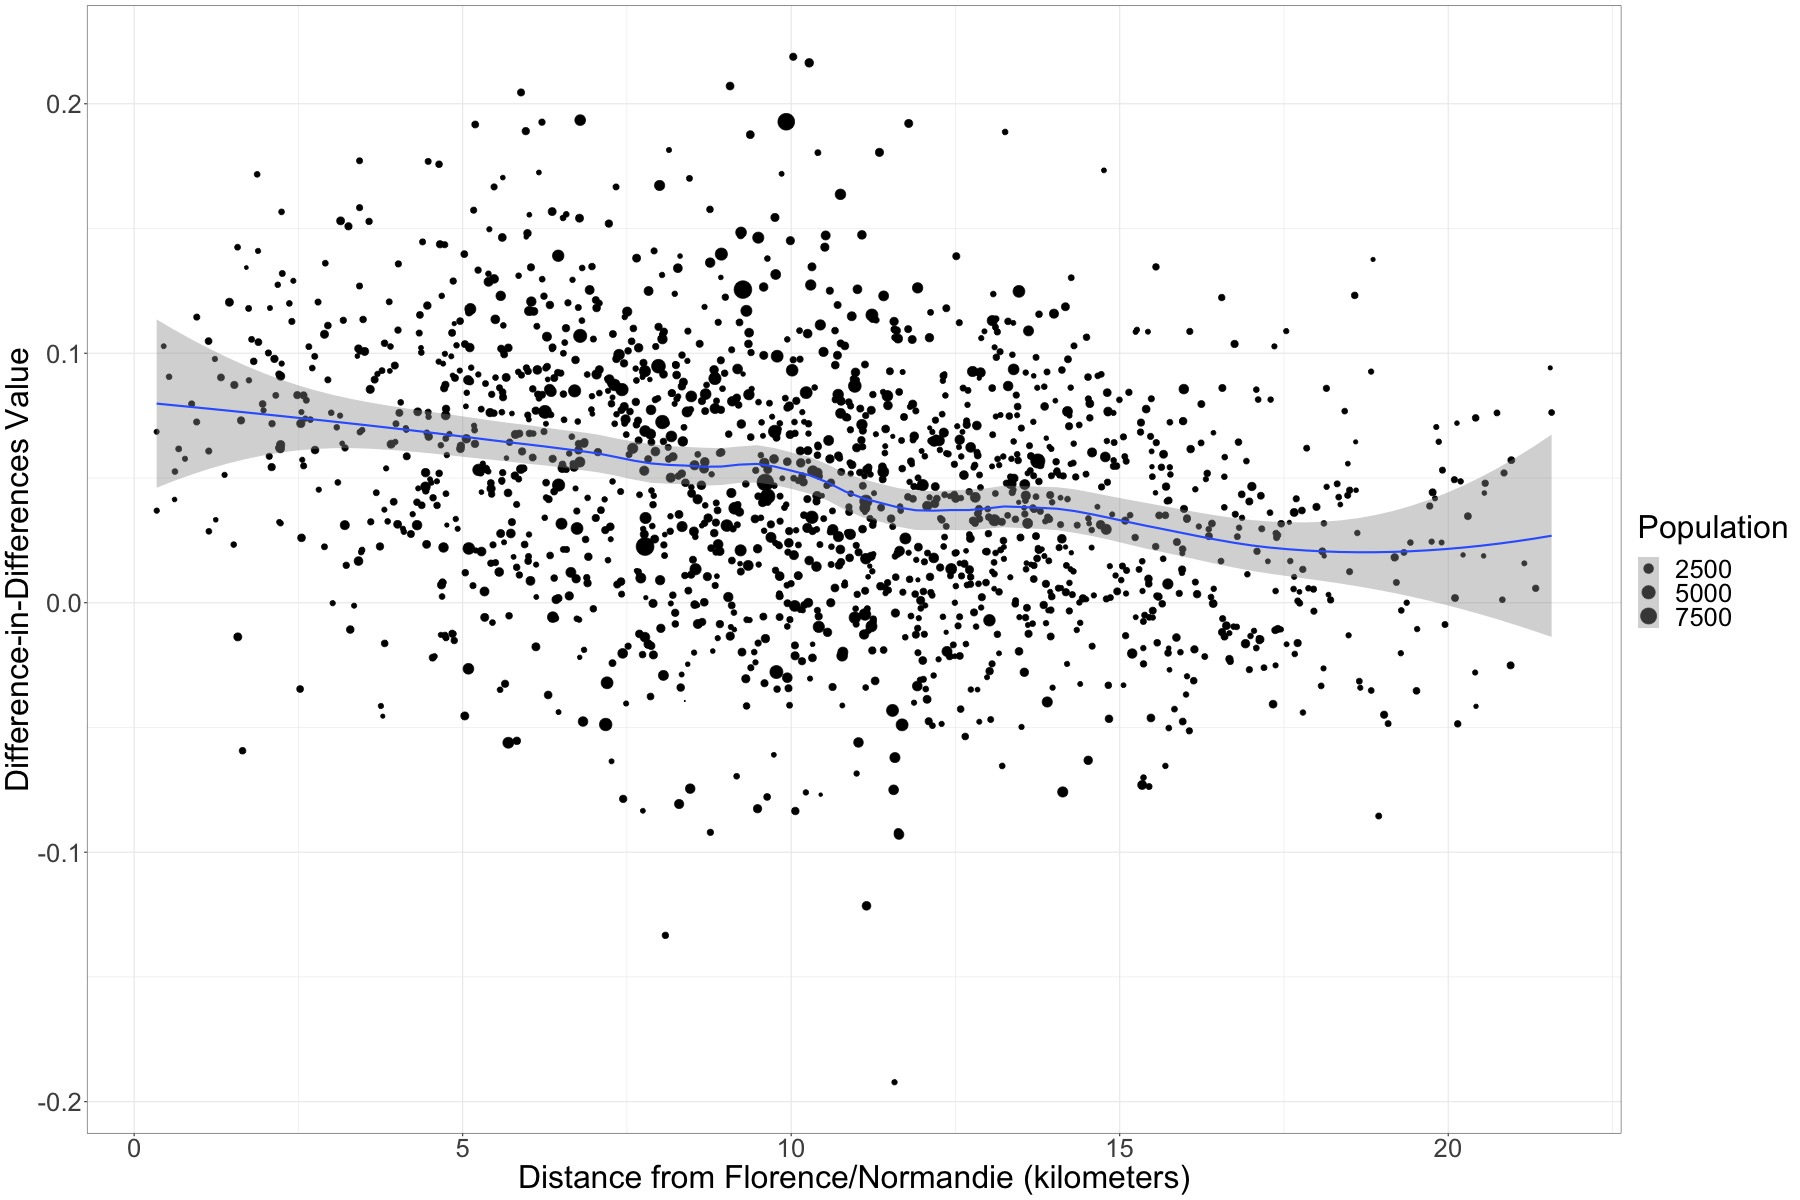 Difference-in-Differences Value
0.2
0.1
0.0
-0.1
-0.2
0 5 10 15 20
Distance from Florence/Normandie (kilometers)
Population
2500
5000
7500